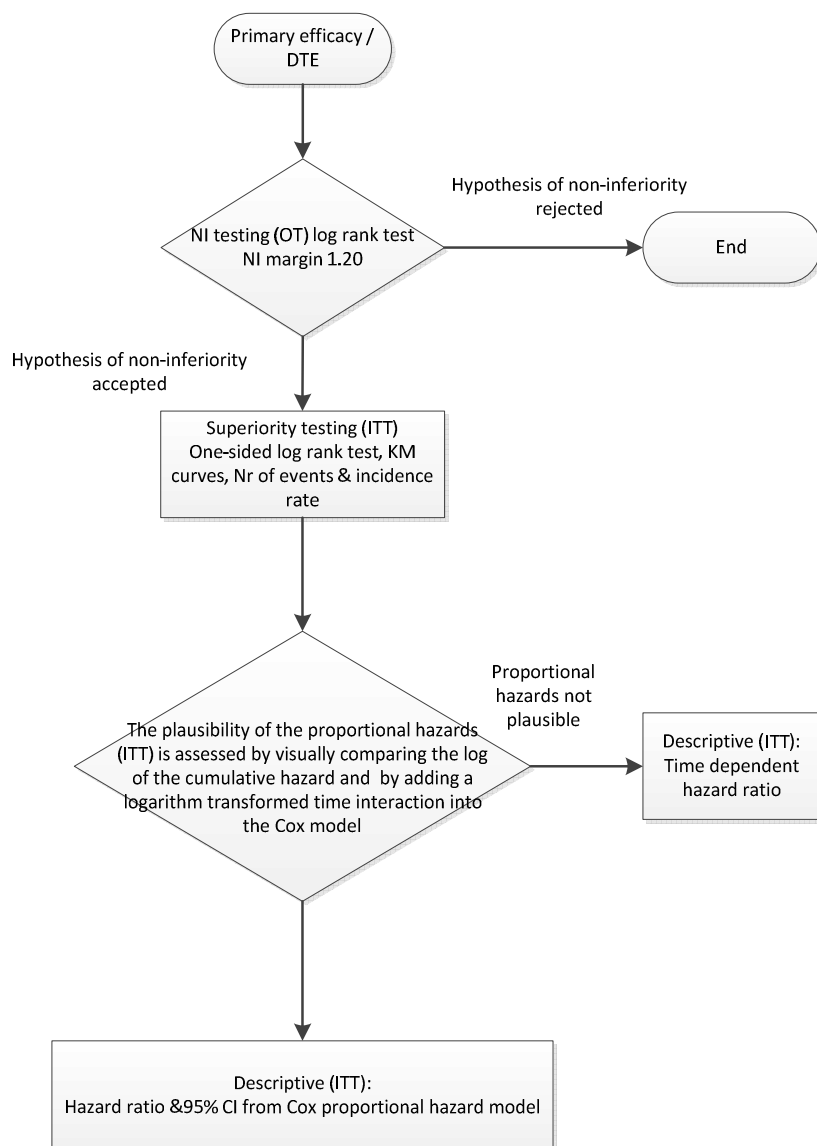 Primary efficacy /
DTE
Hypothesis of non-inferiority
rejected
NI testing (OT) log rank test
NI margin 1.20
End
Hypothesis of non-inferiority
accepted
Superiority testing (ITT)
One-sided log rank test, KM
curves, Nr of events & incidence
rate
Proportional
hazards not
plausible
The plausibility of the proportional hazards
(ITT) is assessed by visually comparing the log
of the cumulative hazard and by adding a
logarithm transformed time interaction into
the Cox model
Descriptive (ITT):
Time dependent
hazard ratio
Descriptive (ITT):
Hazard ratio &95% CI from Cox proportional hazard model